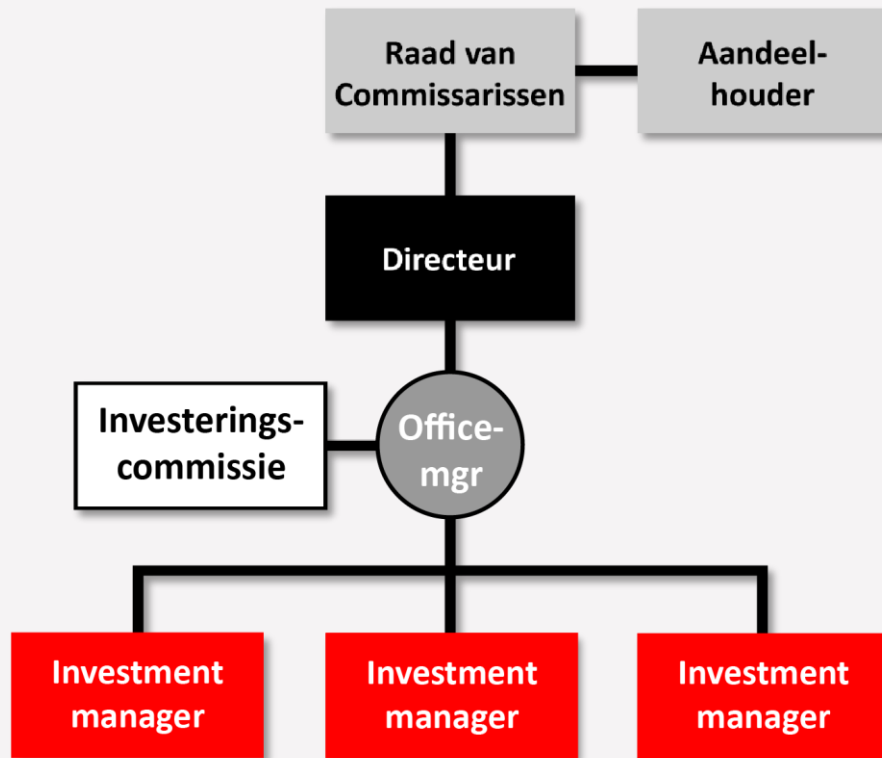 Raad van
Commissarissen
Aandeel-
houder
Directeur
Investerings-
commissie
Office-
mgr
Investment
manager
Investment
manager
Investment
manager